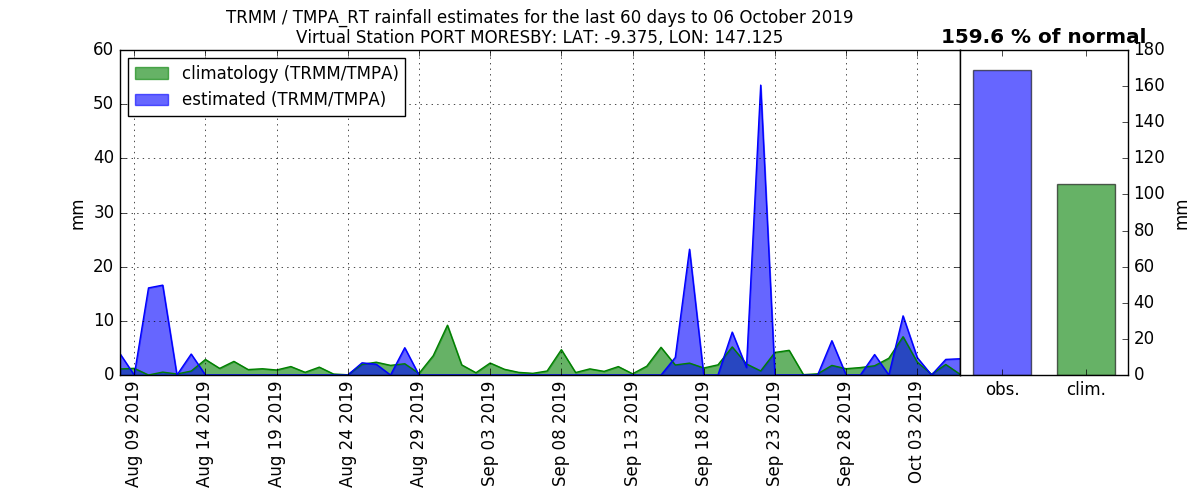 TRMM / TMPA_RT rainfall estimates for the last 60 days to 06 October 2019
Virtual Station PORT MORESBY: LAT: -9.375, LON: 147.125
159.6 % of normal
climatology (TRMM/TMPA)
estimated (TRMM/TMPA)
60
50
40
30
20
10
0
mm
Aug 09 2019
Aug 14 2019
Aug 19 2019
Aug 24 2019
Aug 29 2019
Sep 03 2019
Sep 08 2019
Sep 13 2019
Sep 18 2019
Sep 23 2019
Sep 28 2019
Oct 03 2019
obs.
clim.
180
160
140
120
100
80
60
40
20
0
mm